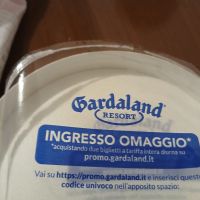 Gardaland
RESORT
INGRESSO OMAGGIO*
*acquistando due biglietti a tariffa intera diurna su
promo.gardaland.it
Vai su https://promo.gardaland.it e inserisci questo
codice univoco nell'apposito spazio: